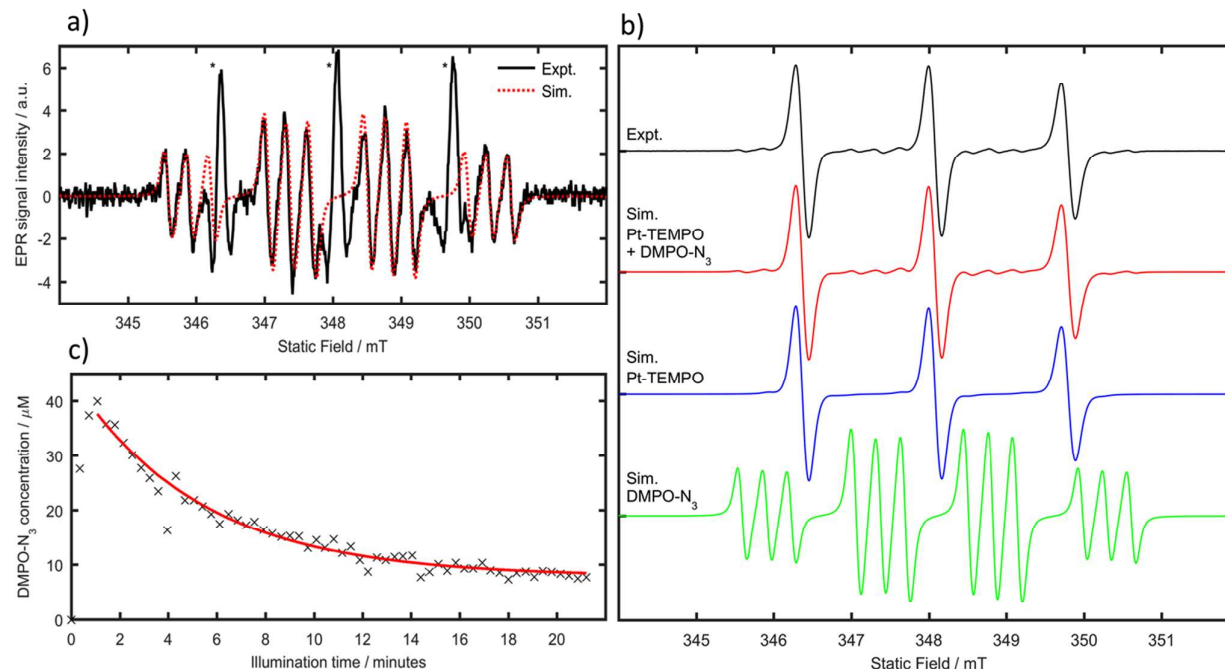 a)
* * *
Expt.
Sim.
EPR signal intensity / a.u.
6
4
2
0
-2
-4
345 346 347 348 349 350 351
Static Field / mT
b)
Expt.
Sim.
Pt-TEMPO
+ DMPO-N₃
Sim.
Pt-TEMPO
Sim.
DMPO-N₃
345 346 347 348 349 350 351
Static Field / mT
c)
DMPO-N₃ concentration / μM
40
30
20
10
0
0 2 4 6 8 10 12 14 16 18 20
Illumination time / minutes